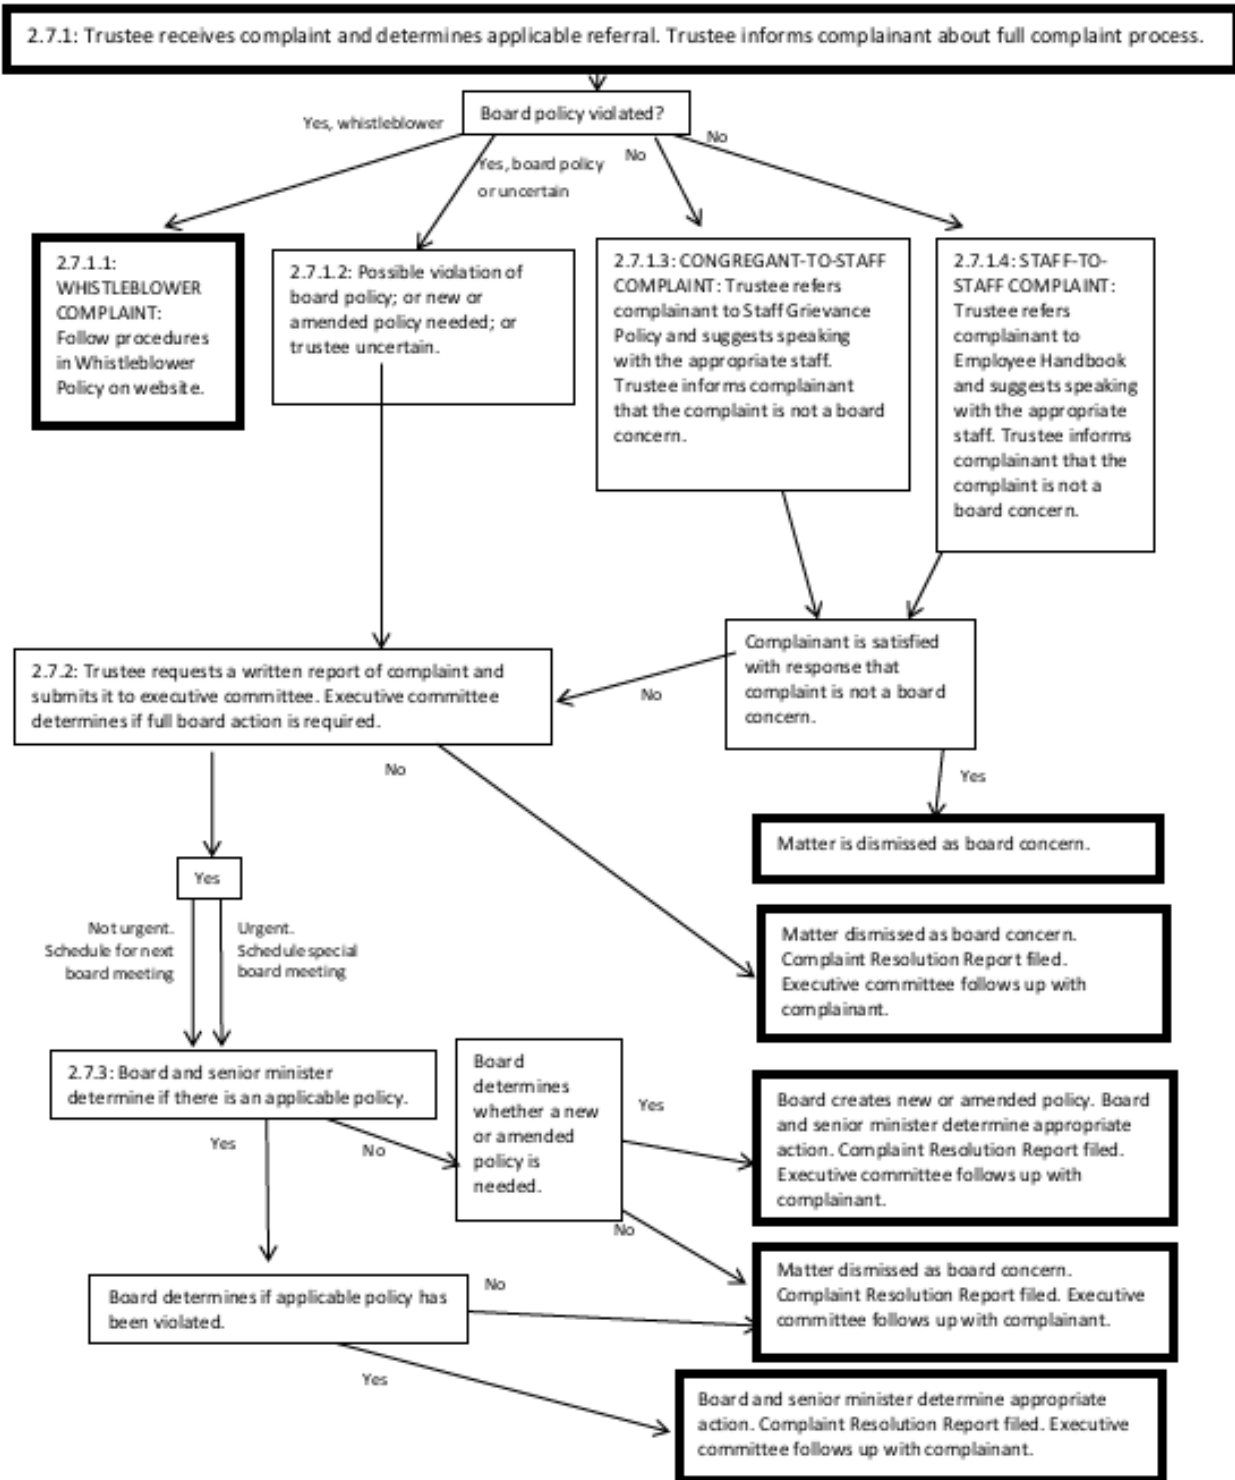 2.7.1: Trustee receives complaint and determines applicable referral. Trustee informs complainant about full complaint process.
Board policy violated?
Yes, whistleblower
Yes, board policy
or uncertain
No
No
2.7.1.1:
WHISTLEBLOWER
COMPLAINT:
Follow procedures
in Whistleblower
Policy on website.
2.7.1.2: Possible violation of
board policy; or new or
amended policy needed; or
trustee uncertain.
2.7.1.3: CONGREGANT-TO-STAFF
COMPLAINT: Trustee refers
complainant to Staff Grievance
Policy and suggests speaking
with the appropriate staff.
Trustee informs complainant
that the complaint is not a board
concern.
2.7.1.4: STAFF-TO-
STAFF COMPLAINT:
Trustee refers
complainant to
Employee Handbook
and suggests speaking
with the appropriate
staff. Trustee informs
complainant that the
complaint is not a
board concern.
Complainant is satisfied
with response that
complaint is not a board
concern.
No
Yes
2.7.2: Trustee requests a written report of complaint and
submits it to executive committee. Executive committee
determines if full board action is required.
No
Matter is dismissed as board concern.
Yes
Matter dismissed as board concern.
Complaint Resolution Report filed.
Executive committee follows up with
complainant.
Not urgent.
Schedule for next
board meeting
Urgent.
Schedule special
board meeting
2.7.3: Board and senior minister
determine if there is an applicable policy.
Yes
No
Board
determines
whether a new
or amended
policy is
needed.
Yes
No
Board creates new or amended policy. Board
and senior minister determine appropriate
action. Complaint Resolution Report filed.
Executive committee follows up with
complainant.
Board determines if applicable policy has
been violated.
No
Yes
Matter dismissed as board concern.
Complaint Resolution Report filed. Executive
committee follows up with complainant.
Board and senior minister determine appropriate
action. Complaint Resolution Report filed. Executive
committee follows up with complainant.